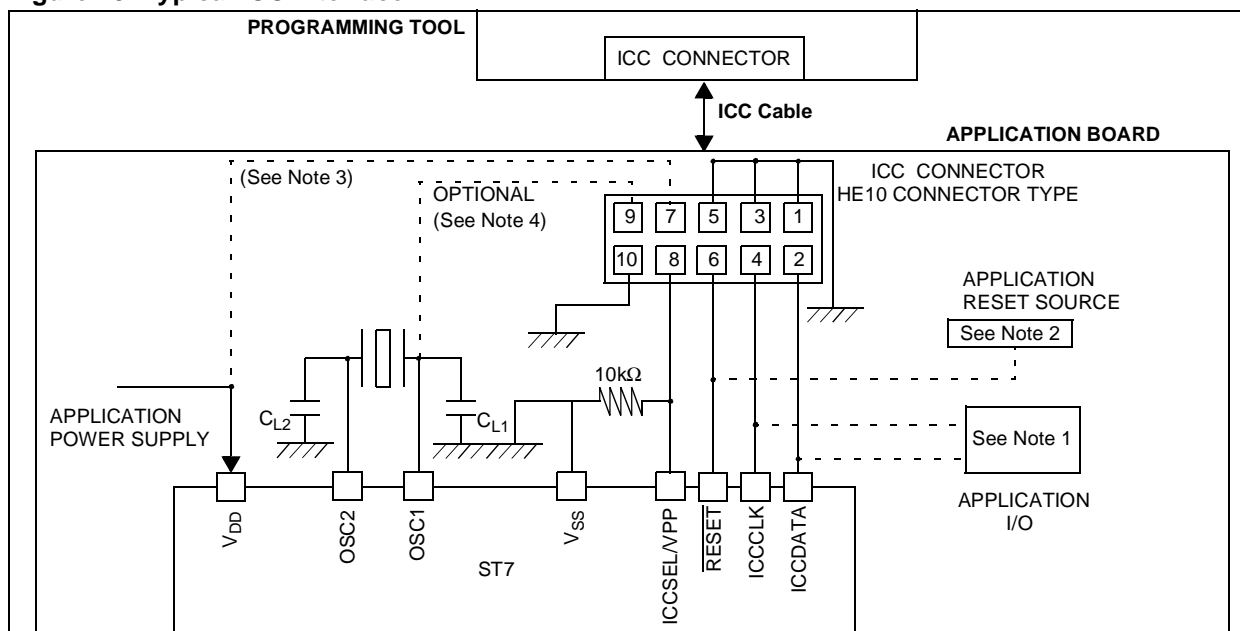 PROGRAMMING TOOL
ICC CONNECTOR
ICC Cable
APPLICATION BOARD
(See Note 3)
OPTIONAL
(See Note 4)
ICC CONNECTOR
HE10 CONNECTOR TYPE
9 7 5 3 1
10 8 6 4 2
APPLICATION
RESET SOURCE
See Note 2
10kΩ
APPLICATION
POWER SUPPLY
CL2
CL1
See Note 1
APPLICATION
I/O
VDD
OSC2
OSC1
VSS
ICCSEL/VPP
RESET
ICCCLK
ICCDATA
ST7